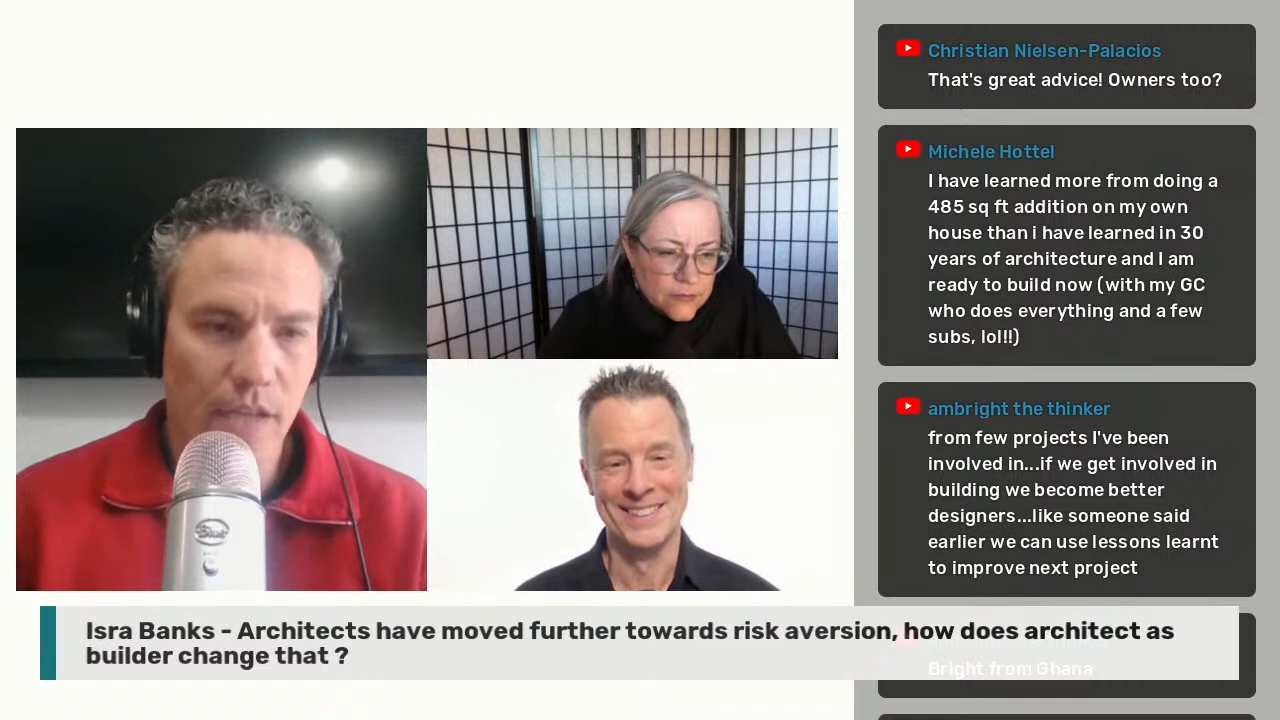 Christian Nielsen-Palacios
That's great advice! Owners too?
Michele Hottel
I have learned more from doing a
485 sq ft addition on my own
house than i have learned in 30
years of architecture and I am
ready to build now (with my GC
who does everything and a few
subs, lol!!)
ambright the thinker
from few projects I've been
involved in...if we get involved in
building we become better
designers...like someone said
earlier we can use lessons learnt
to improve next project
Bright from Ghana
Isra Banks - Architects have moved further towards risk aversion, how does architect as
builder change that ?
Blue